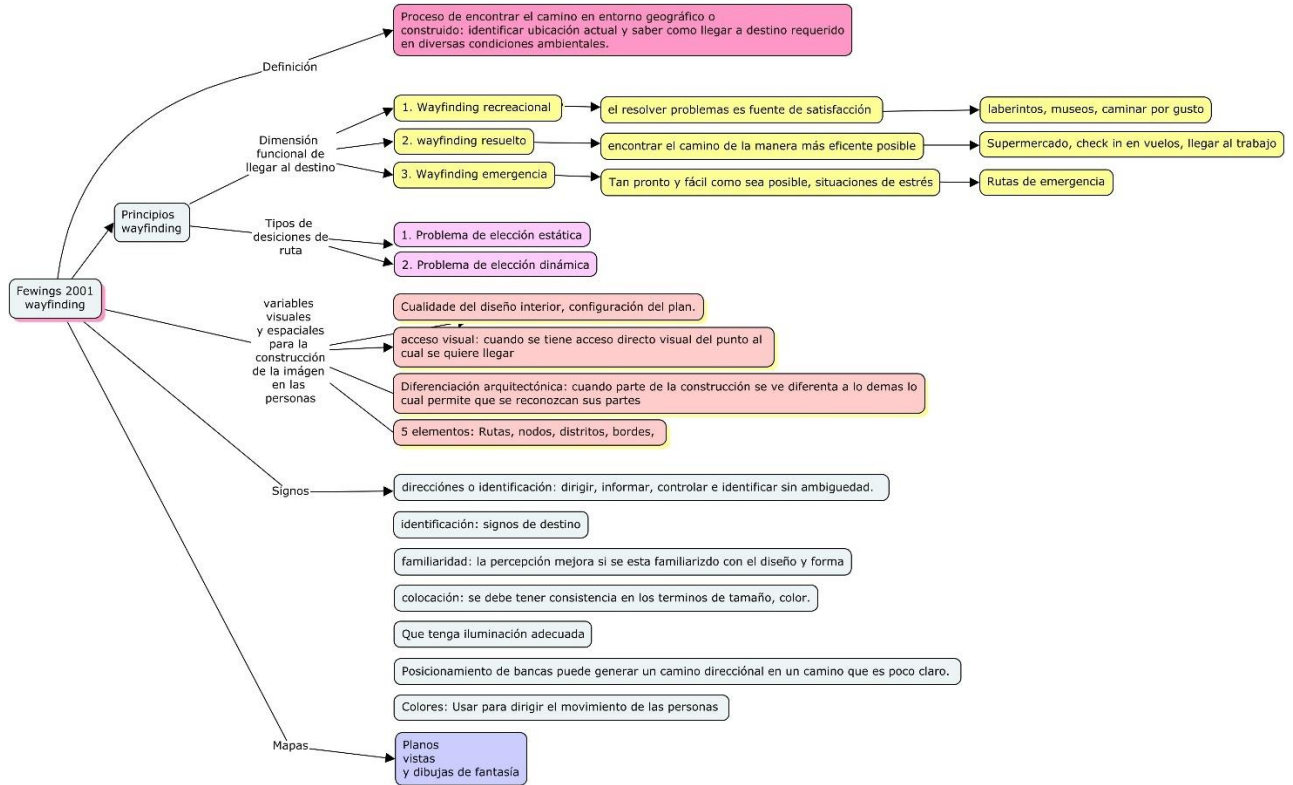 Proceso de encontrar el camino en entorno geográfico o
construido: identificar ubicación actual y saber como llegar a destino requerido
en diversas condiciones ambientales.
Definición
1. Wayfinding recreacional
el resolver problemas es fuente de satisfacción
laberintos, museos, caminar por gusto
Dimensión
funcional de
llegar al destino
2. wayfinding resuelto
encontrar el camino de la manera más eficente posible
Supermercado, check in en vuelos, llegar al trabajo
3. Wayfinding emergencia
Tan pronto y fácil como sea posible, situaciones de estrés
Rutas de emergencia
Principios
wayfinding
Tipos de
desiciones de
ruta
1. Problema de elección estática
2. Problema de elección dinámica
Fewings 2001
wayfinding
variables
visuales
y espaciales
para la
construcción
de la imágen
en las
personas
Cualidade del diseño interior, configuración del plan.
acceso visual: cuando se tiene acceso directo visual del punto al
cual se quiere llegar
Diferenciación arquitectónica: cuando parte de la construcción se ve diferenta a lo demas lo
cual permite que se reconozcan sus partes
5 elementos: Rutas, nodos, distritos, bordes,
Signos
direcciónes o identificación: dirigir, informar, controlar e identificar sin ambiguedad.
identificación: signos de destino
familiaridad: la percepción mejora si se esta familiarizdo con el diseño y forma
colocación: se debe tener consistencia en los terminos de tamaño, color.
Que tenga iluminación adecuada
Posicionamiento de bancas puede generar un camino direcciónal en un camino que es poco claro.
Colores: Usar para dirigir el movimiento de las personas
Mapas
Planos
vistas
y dibujas de fantasía